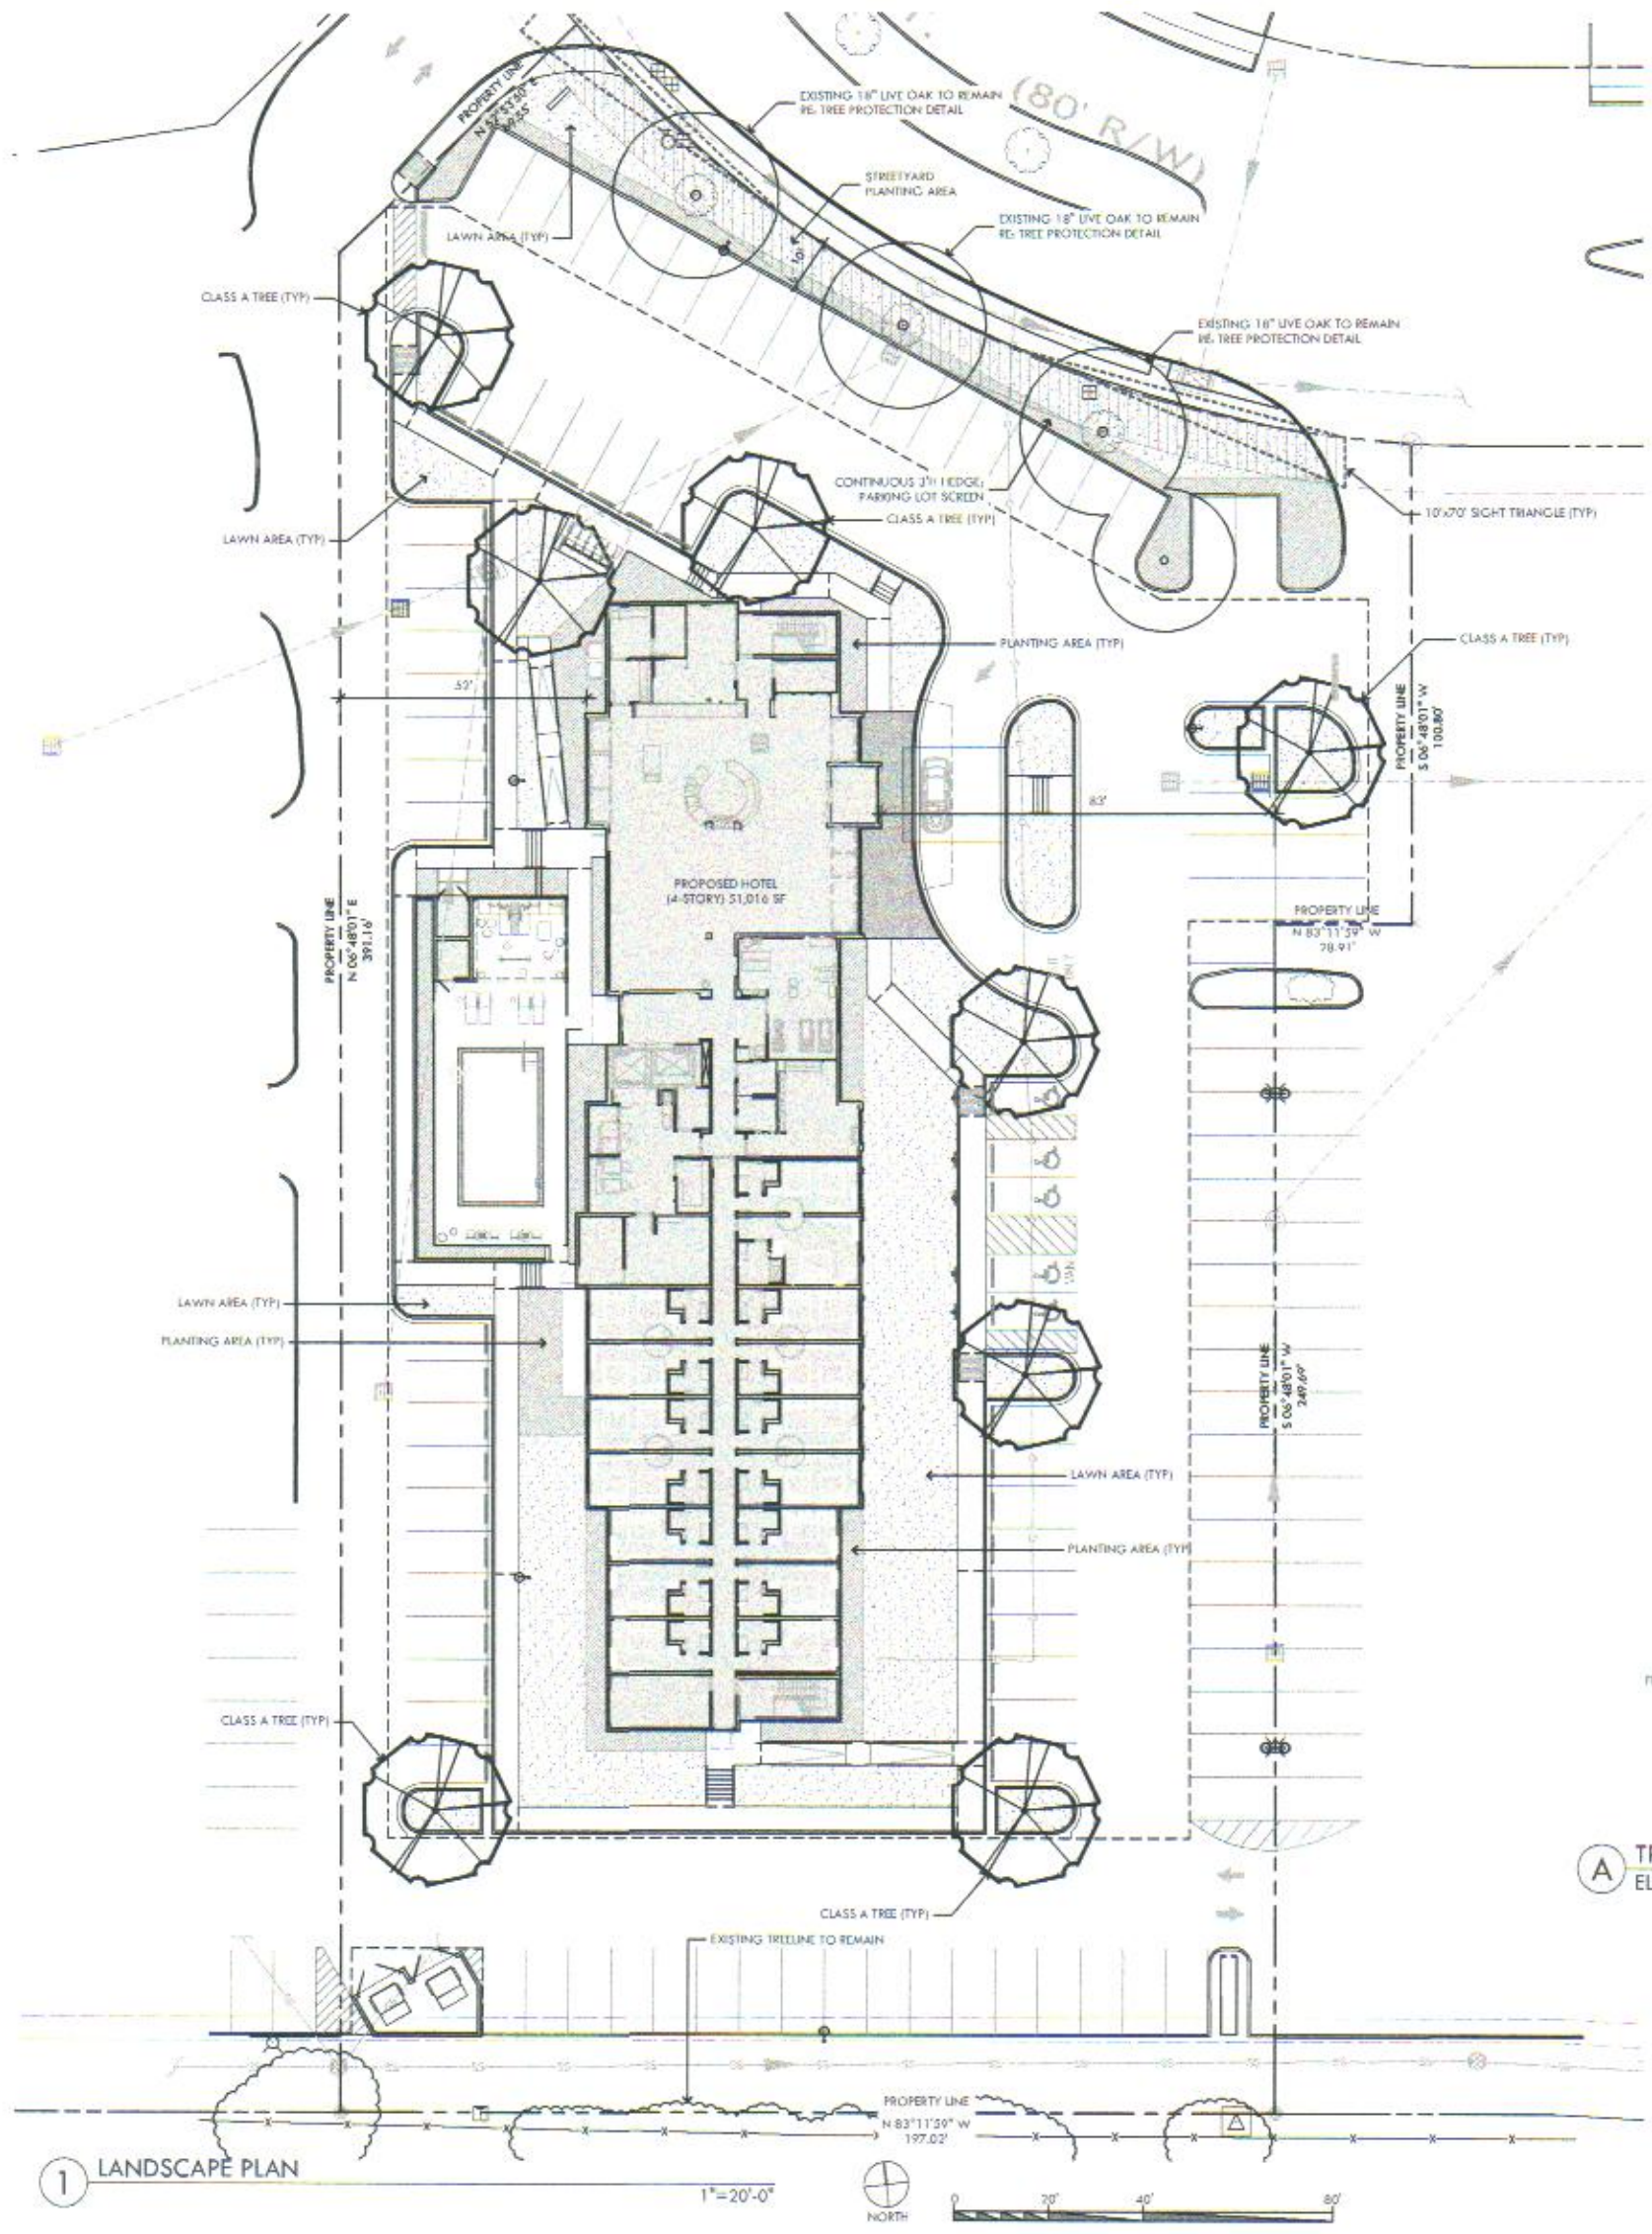 PROPERTY LINE
N 52°53'50" E
EXISTING 18" LIVE OAK TO REMAIN
RE: TREE PROTECTION DETAIL
(80' R/W)
STREETYARD
PLANTING AREA
EXISTING 18" LIVE OAK TO REMAIN
RE: TREE PROTECTION DETAIL
LAWN AREA (TYP)
10'
CLASS A TREE (TYP)
EXISTING 18" LIVE OAK TO REMAIN
RE: TREE PROTECTION DETAIL
CONTINUOUS 3'H HEDGE;
PARKING LOT SCREEN
CLASS A TREE (TYP)
10'x70' SIGHT TRIANGLE (TYP)
LAWN AREA (TYP)
PLANTING AREA (TYP)
CLASS A TREE (TYP)
PROPERTY LINE
S 06°48'01" W
100.80'
83'
PROPOSED HOTEL
(4-STORY) 51,016 SF
PROPERTY LINE
N 06°48'01" E
391.16'
PROPERTY LINE
N 83°11'59" W
78.91'
VAN
LAWN AREA (TYP)
PLANTING AREA (TYP)
PROPERTY LINE
S 06°48'01" W
249.69'
LAWN AREA (TYP)
PLANTING AREA (TYP
CLASS A TREE (TYP)
A
EL
CLASS A TREE (TYP)
EXISTING TREELINE TO REMAIN
PROPERTY LINE
N 83°11'59" W
197.02'
1
LANDSCAPE PLAN
1"=20'-0"
NORTH
0 20' 40' 80'